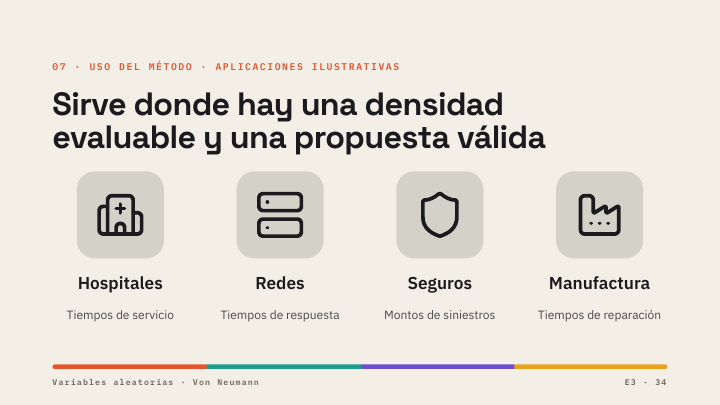 07 · USO DEL MÉTODO · APLICACIONES ILUSTRATIVAS
Sirve donde hay una densidad
evaluable y una propuesta válida
Hospitales
Redes
Seguros
Manufactura
Tiempos de servicio
Tiempos de respuesta
Montos de siniestros
Tiempos de reparación
Variables aleatorias · Von Neumann
E3 · 34